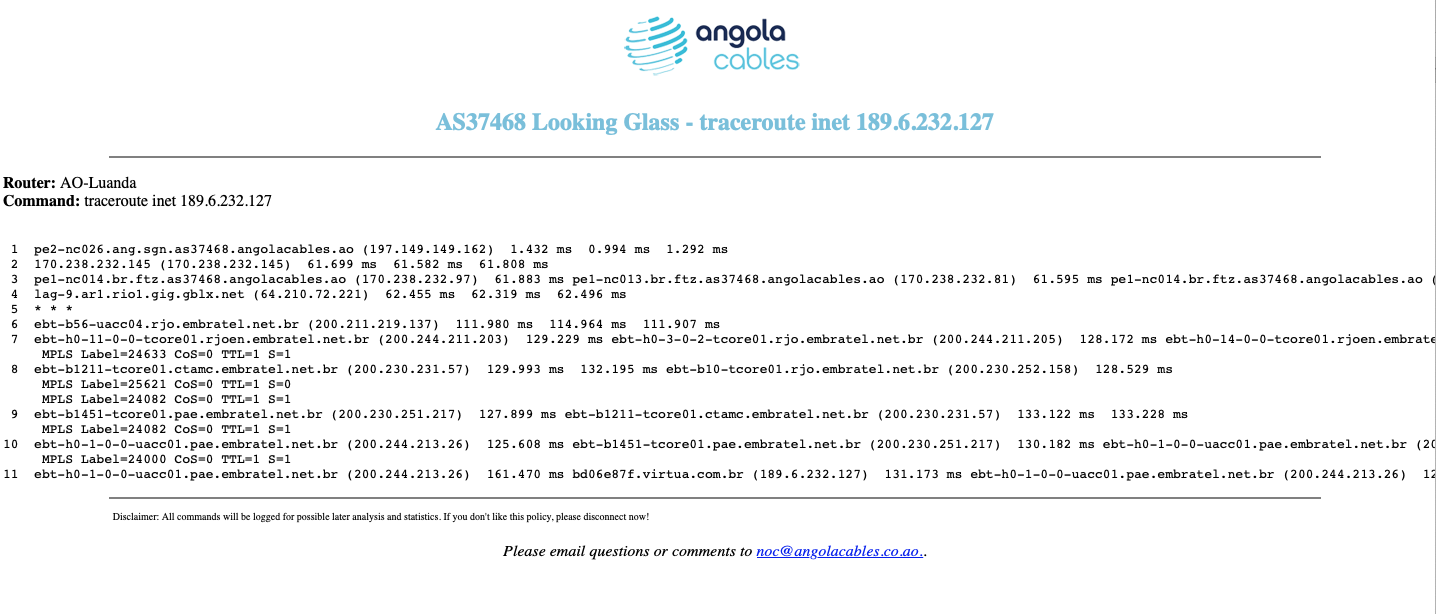 angola
cables
AS37468 Looking Glass - traceroute inet 189.6.232.127
Router: AO-Luanda
Command: traceroute inet 189.6.232.127
1 pe2-nc026.ang.sgn.as37468.angolacables.ao (197.149.149.162) 1.432 ms 0.994 ms 1.292 ms
2 170.238.232.145 (170.238.232.145) 61.699 ms 61.582 ms 61.808 ms
3 pe1-nc014.br.ftz.as37468.angolacables.ao (170.238.232.97) 61.883 ms pe1-nc013.br.ftz.as37468.angolacables.ao (170.238.232.81) 61.595 ms pe1-nc014.br.ftz.as37468.angolacables.ao (
4 lag-9.ar1.rio1.gig.gblx.net (64.210.72.221) 62.455 ms 62.319 ms 62.496 ms
5 * * *
6 ebt-b56-uacc04.rjo.embratel.net.br (200.211.219.137) 111.980 ms 114.964 ms 111.907 ms
7 ebt-h0-11-0-0-tcore01.rjoen.embratel.net.br (200.244.211.203) 129.229 ms ebt-h0-3-0-2-tcore01.rjo.embratel.net.br (200.244.211.205) 128.172 ms ebt-h0-14-0-0-tcore01.rjoen.embrate
MPLS Label=24633 CoS=0 TTL=1 S=1
8 ebt-b1211-tcore01.ctamc.embratel.net.br (200.230.231.57) 129.993 ms 132.195 ms ebt-b10-tcore01.rjo.embratel.net.br (200.230.252.158) 128.529 ms
MPLS Label=25621 CoS=0 TTL=1 S=0
MPLS Label=24082 CoS=0 TTL=1 S=1
9 ebt-b1451-tcore01.pae.embratel.net.br (200.230.251.217) 127.899 ms ebt-b1211-tcore01.ctamc.embratel.net.br (200.230.231.57) 133.122 ms 133.228 ms
MPLS Label=24082 CoS=0 TTL=1 S=1
10 ebt-h0-1-0-0-uacc01.pae.embratel.net.br (200.244.213.26) 125.608 ms ebt-b1451-tcore01.pae.embratel.net.br (200.230.251.217) 130.182 ms ebt-h0-1-0-0-uacc01.pae.embratel.net.br (20
MPLS Label=24000 CoS=0 TTL=1 S=1
11 ebt-h0-1-0-0-uacc01.pae.embratel.net.br (200.244.213.26) 161.470 ms bd06e87f.virtua.com.br (189.6.232.127) 131.173 ms ebt-h0-1-0-0-uacc01.pae.embratel.net.br (200.244.213.26) 12
Disclaimer: All commands will be logged for possible later analysis and statistics. If you don't like this policy, please disconnect now!
Please email questions or comments to noc@angolacables.co.ao..